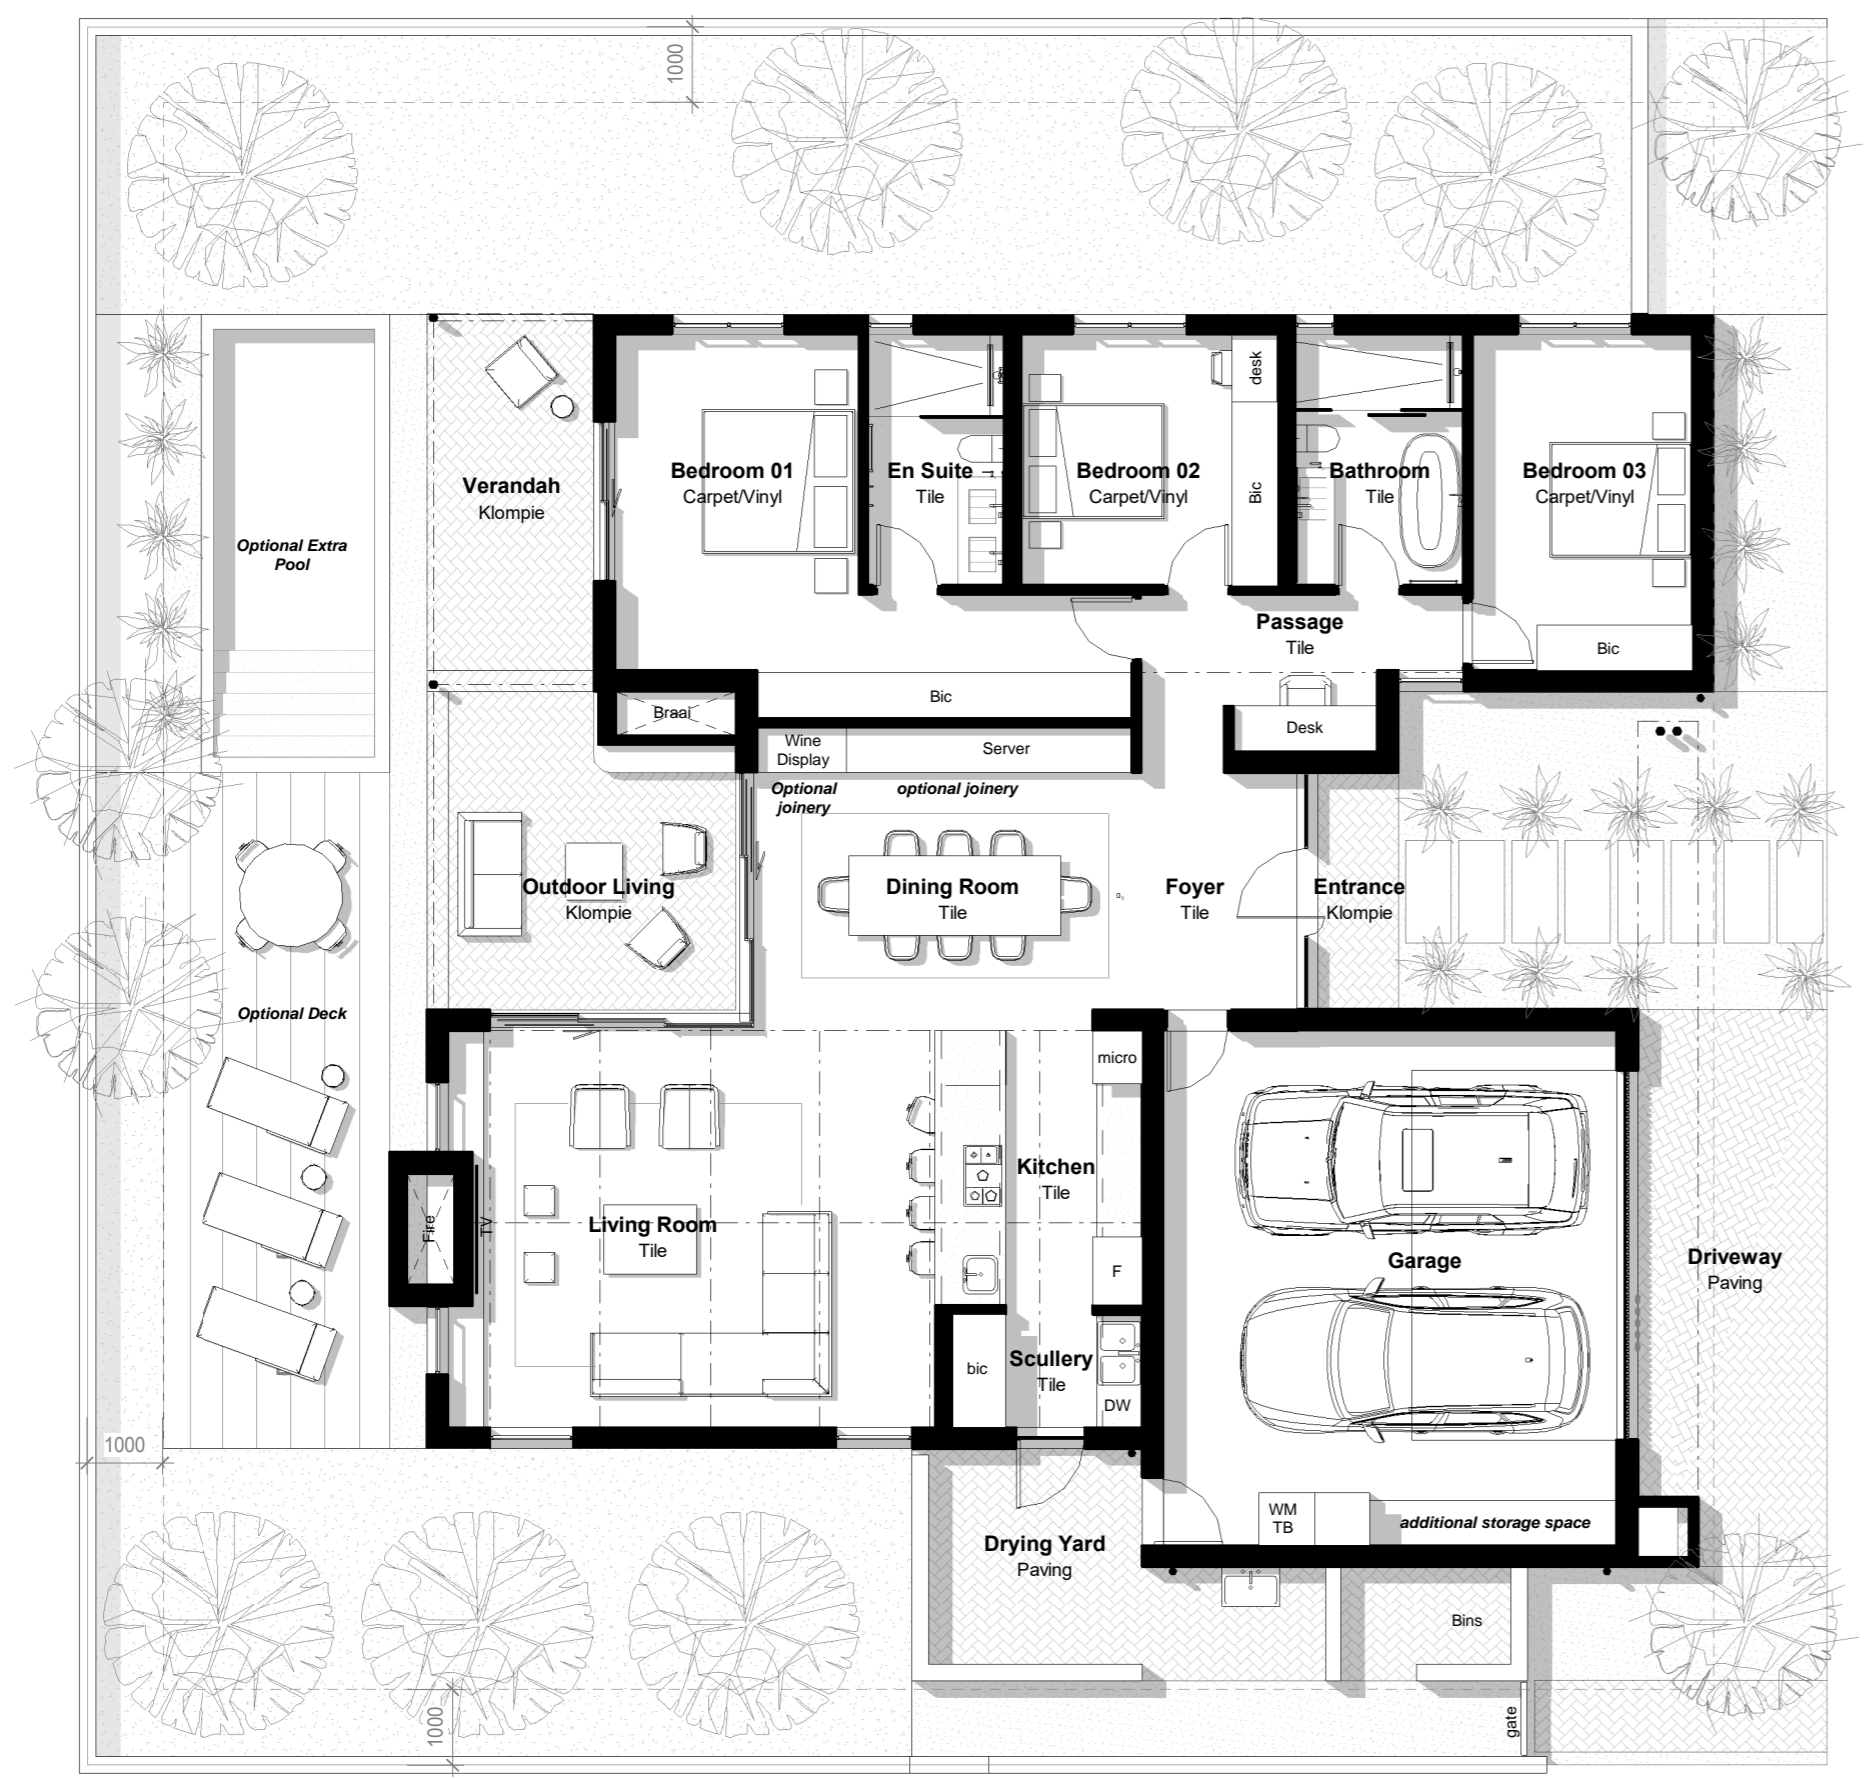 1000
Verandah
Klompie
Optional Extra
Pool
Bedroom 01
Carpet/Vinyl
En Suite
Tile
Bedroom 02
Carpet/Vinyl
desk
Bic
Bathroom
Tile
Bedroom 03
Carpet/Vinyl
Bic
Passage
Tile
Braai
Bic
Wine
Display
Server
Desk
Optional
joinery
optional joinery
Outdoor Living
Klompie
Dining Room
Tile
Foyer
Tile
Entrance
Klompie
Optional Deck
micro
Kitchen
Tile
Fire
TV
Living Room
Tile
F
Garage
Driveway
Paving
bic
Scullery
Tile
DW
1000
WM
TB
additional storage space
Drying Yard
Paving
Bins
1000
gate